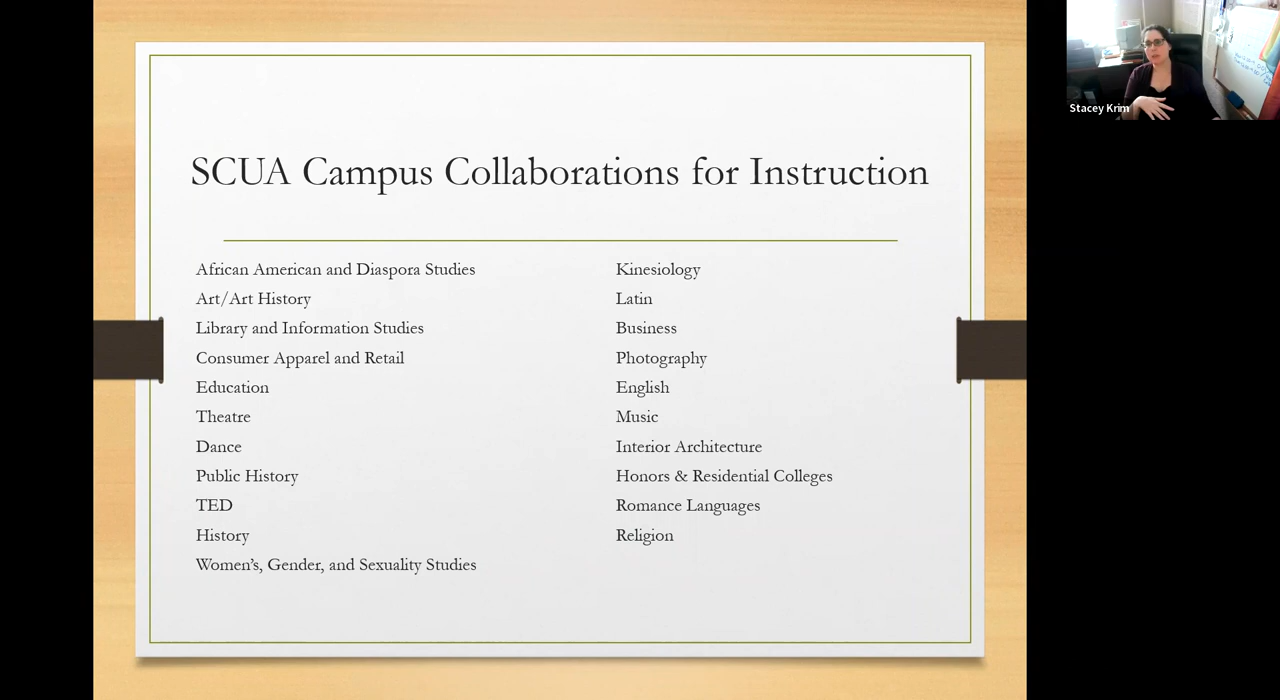 SCUA Campus Collaborations for Instruction
African American and Diaspora Studies
Art/Art History
Library and Information Studies
Consumer Apparel and Retail
Education
Theatre
Dance
Public History
TED
History
Women’s, Gender, and Sexuality Studies
Kinesiology
Latin
Business
Photography
English
Music
Interior Architecture
Honors & Residential Colleges
Romance Languages
Religion
Stacey Krim